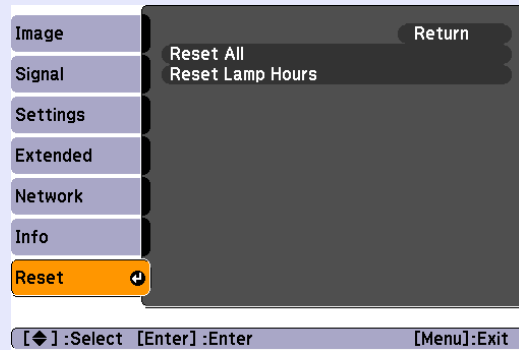 Image
Signal
Settings
Extended
Network
Info
Reset
Return
Reset All
Reset Lamp Hours
[◆] :Select [Enter] :Enter [Menu]:Exit